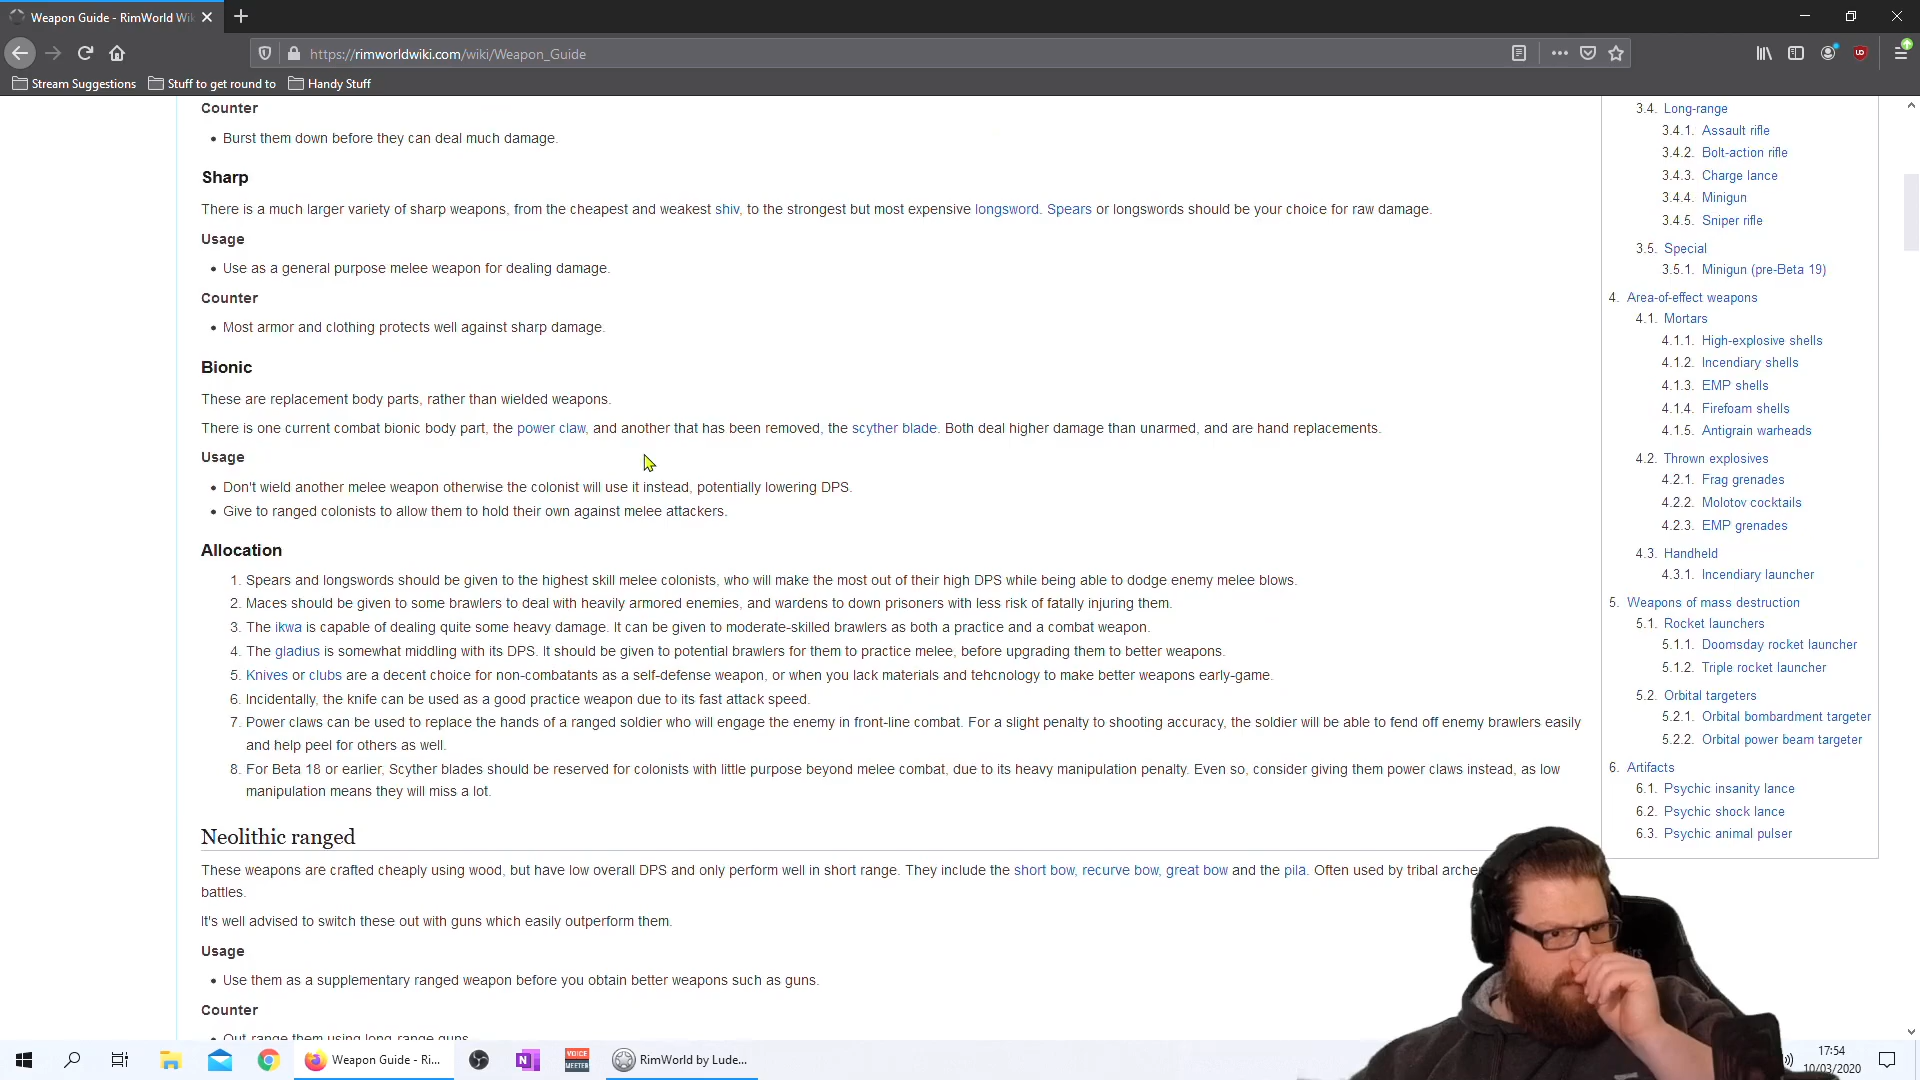 Weapon Guide - RimWorld Wi
https://rimworldwiki.com/wiki/Weapon_Guide
Stream Suggestions Stuff to get round to Handy Stuff
Counter
• Burst them down before they can deal much damage.
Sharp
There is a much larger variety of sharp weapons, from the cheapest and weakest shiv, to the strongest but most expensive longsword. Spears or longswords should be your choice for raw damage.
Usage
• Use as a general purpose melee weapon for dealing damage.
Counter
• Most armor and clothing protects well against sharp damage.
Bionic
These are replacement body parts, rather than wielded weapons.
There is one current combat bionic body part, the power claw, and another that has been removed, the scyther blade. Both deal higher damage than unarmed, and are hand replacements.
Usage
• Don't wield another melee weapon otherwise the colonist will use it instead, potentially lowering DPS.
• Give to ranged colonists to allow them to hold their own against melee attackers.
Allocation
1. Spears and longswords should be given to the highest skill melee colonists, who will make the most out of their high DPS while being able to dodge enemy melee blows.
2. Maces should be given to some brawlers to deal with heavily armored enemies, and wardens to down prisoners with less risk of fatally injuring them.
3. The ikwa is capable of dealing quite some heavy damage. It can be given to moderate-skilled brawlers as both a practice and a combat weapon.
4. The gladius is somewhat middling with its DPS. It should be given to potential brawlers for them to practice melee, before upgrading them to better weapons.
5. Knives or clubs are a decent choice for non-combatants as a self-defense weapon, or when you lack materials and tehcnology to make better weapons early-game.
6. Incidentally, the knife can be used as a good practice weapon due to its fast attack speed.
7. Power claws can be used to replace the hands of a ranged soldier who will engage the enemy in front-line combat. For a slight penalty to shooting accuracy, the soldier will be able to fend off enemy brawlers easily
and help peel for others as well.
8. For Beta 18 or earlier, Scyther blades should be reserved for colonists with little purpose beyond melee combat, due to its heavy manipulation penalty. Even so, consider giving them power claws instead, as low
manipulation means they will miss a lot.
Neolithic ranged
These weapons are crafted cheaply using wood, but have low overall DPS and only perform well in short range. They include the short bow, recurve bow, great bow and the pila. Often used by tribal arche
battles.
It's well advised to switch these out with guns which easily outperform them.
Usage
• Use them as a supplementary ranged weapon before you obtain better weapons such as guns.
Counter
• Out range them using long-range guns
3.4. Long-range
3.4.1. Assault rifle
3.4.2. Bolt-action rifle
3.4.3. Charge lance
3.4.4. Minigun
3.4.5. Sniper rifle
3.5. Special
3.5.1. Minigun (pre-Beta 19)
4. Area-of-effect weapons
4.1. Mortars
4.1.1. High-explosive shells
4.1.2. Incendiary shells
4.1.3. EMP shells
4.1.4. Firefoam shells
4.1.5. Antigrain warheads
4.2. Thrown explosives
4.2.1. Frag grenades
4.2.2. Molotov cocktails
4.2.3. EMP grenades
4.3. Handheld
4.3.1. Incendiary launcher
5. Weapons of mass destruction
5.1. Rocket launchers
5.1.1. Doomsday rocket launcher
5.1.2. Triple rocket launcher
5.2. Orbital targeters
5.2.1. Orbital bombardment targeter
5.2.2. Orbital power beam targeter
6. Artifacts
6.1. Psychic insanity lance
6.2. Psychic shock lance
6.3. Psychic animal pulser
Weapon Guide - Ri...
N
VOICE
MEETER
RimWorld by Lude...
17:54
10/03/2020